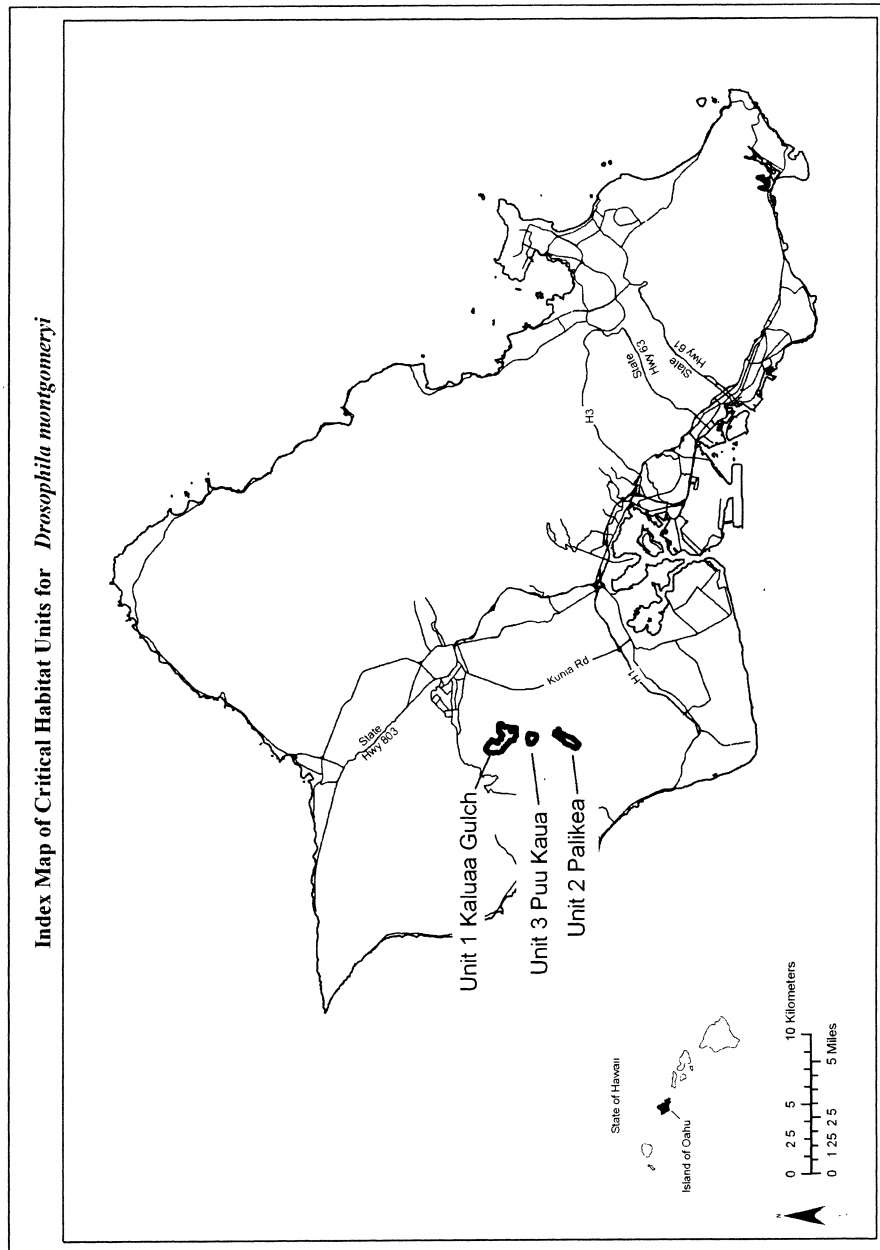 Index Map of Critical Habitat Units for Drosophila montgomeryi
State
Hwy 803
Kunia Rd
H1
H3
State
Hwy 63
State
Hwy 61
Unit 1 Kaluaa Gulch
Unit 3 Puu Kaua
Unit 2 Palikea
State of Hawaii
Island of Oahu
N
0 2 5 5 10 Kilometers
0 1 25 2 5 5 Miles